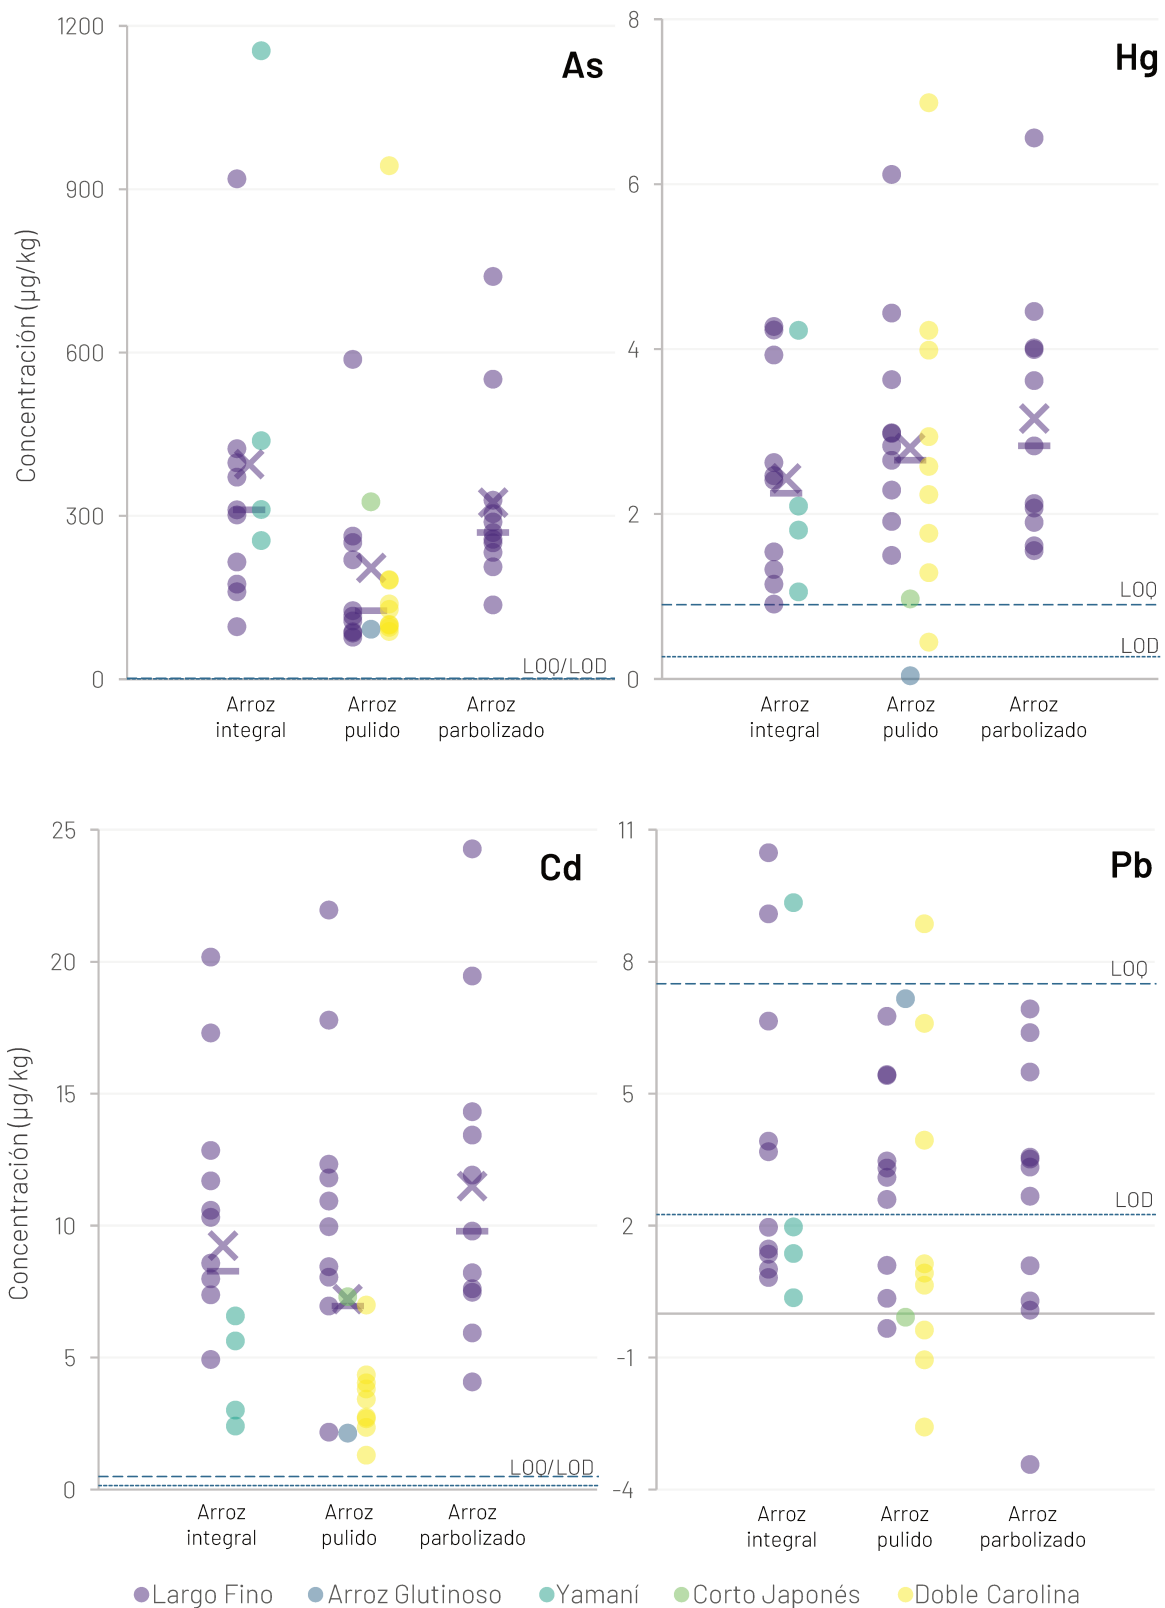 As
Concentración (µg/kg)
1200
900
600
300
0
LOQ/LOD
Arroz integral
Arroz pulido
Arroz parbolizado
Hg
8
6
4
2
0
LOQ
LOD
Arroz integral
Arroz pulido
Arroz parbolizado
Cd
Concentración (µg/kg)
25
20
15
10
5
0
LOQ/LOD
Arroz integral
Arroz pulido
Arroz parbolizado
Pb
11
8
5
2
-1
-4
LOQ
LOD
Arroz integral
Arroz pulido
Arroz parbolizado
Largo Fino
Arroz Glutinoso
Yamaní
Corto Japonés
Doble Carolina